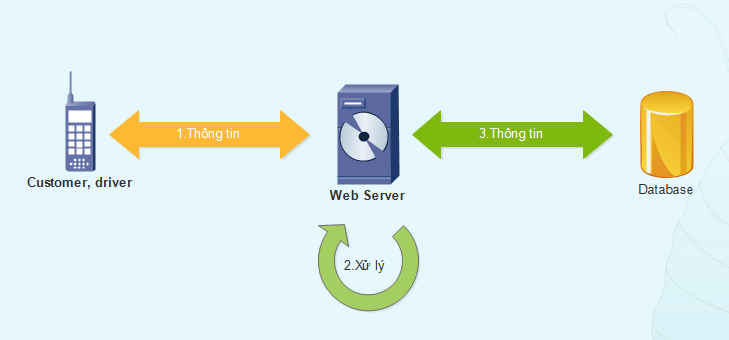 1.Thông tin
3.Thông tin
Customer, driver
Web Server
Database
2.Xử lý